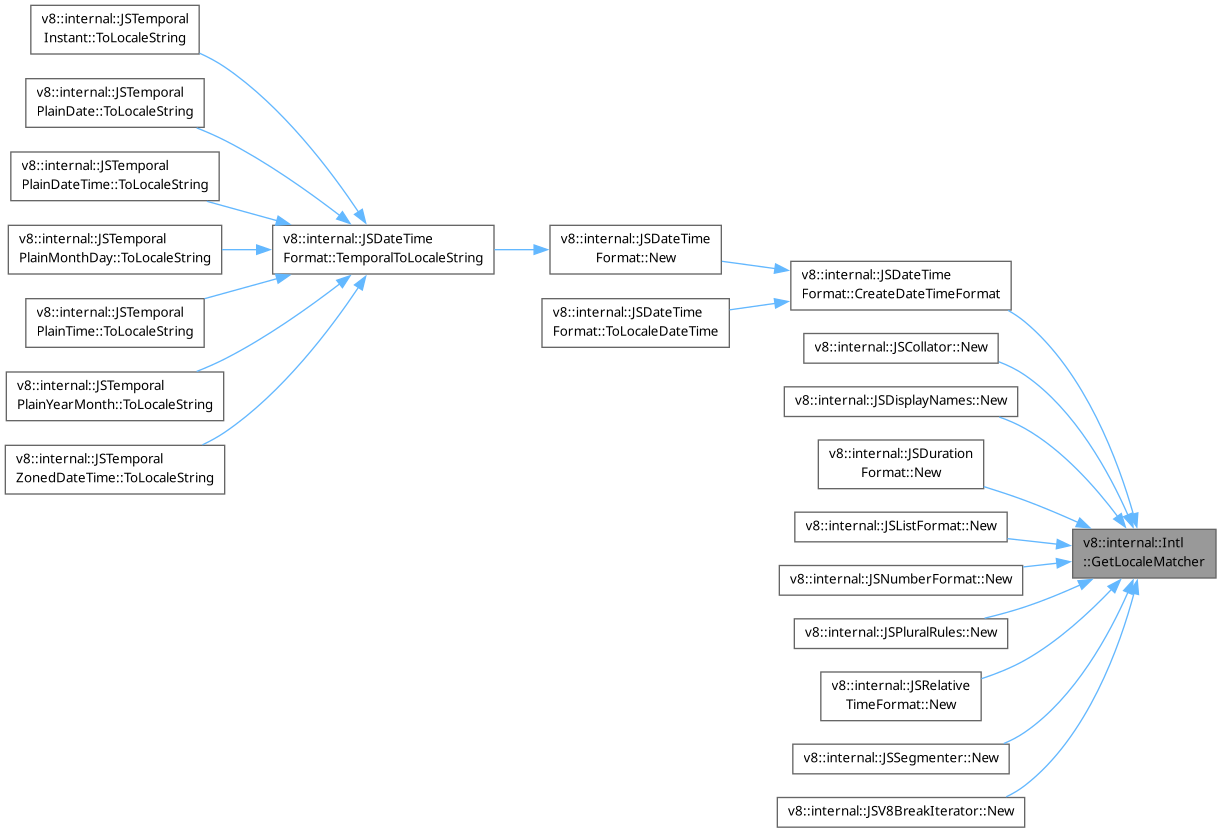 v8::internal::JSTemporal
Instant::ToLocaleString
v8::internal::JSTemporal
PlainDate::ToLocaleString
v8::internal::JSTemporal
PlainDateTime::ToLocaleString
v8::internal::JSTemporal
PlainMonthDay::ToLocaleString
v8::internal::JSTemporal
PlainTime::ToLocaleString
v8::internal::JSTemporal
PlainYearMonth::ToLocaleString
v8::internal::JSTemporal
ZonedDateTime::ToLocaleString
v8::internal::JSDateTime
Format::TemporalToLocaleString
v8::internal::JSDateTime
Format::New
v8::internal::JSDateTime
Format::ToLocaleDateTime
v8::internal::JSDateTime
Format::CreateDateTimeFormat
v8::internal::JSCollator::New
v8::internal::JSDisplayNames::New
v8::internal::JSDuration
Format::New
v8::internal::JSListFormat::New
v8::internal::JSNumberFormat::New
v8::internal::JSPluralRules::New
v8::internal::JSRelative
TimeFormat::New
v8::internal::JSSegmenter::New
v8::internal::JSV8BreakIterator::New
v8::internal::Intl
::GetLocaleMatcher